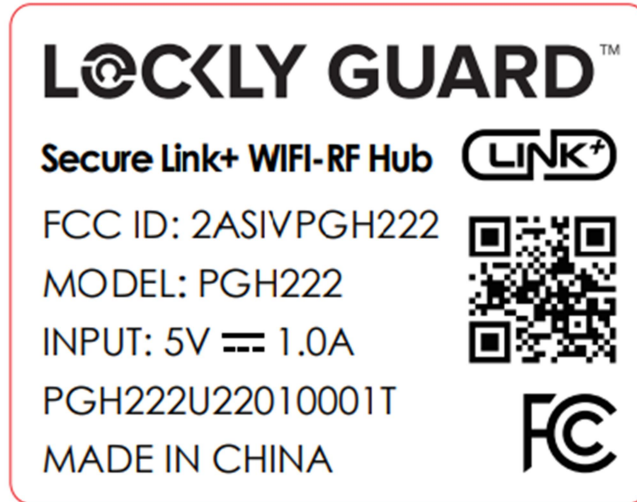 LOCKLY GUARD™
Secure Link+ WIFI-RF Hub
LINK+
FCC ID: 2ASIVPGH222
MODEL: PGH222
INPUT: 5V ⎓ 1.0A
PGH222U22010001T
FC
MADE IN CHINA